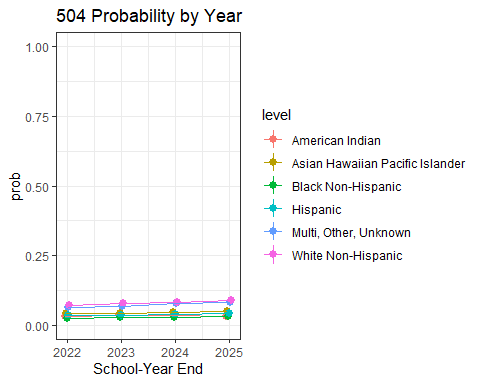 504 Probability by Year
1.00
0.75
0.50
0.25
0.00
prob
2022 2023 2024 2025
School-Year End
level
American Indian
Asian Hawaiian Pacific Islander
Black Non-Hispanic
Hispanic
Multi, Other, Unknown
White Non-Hispanic